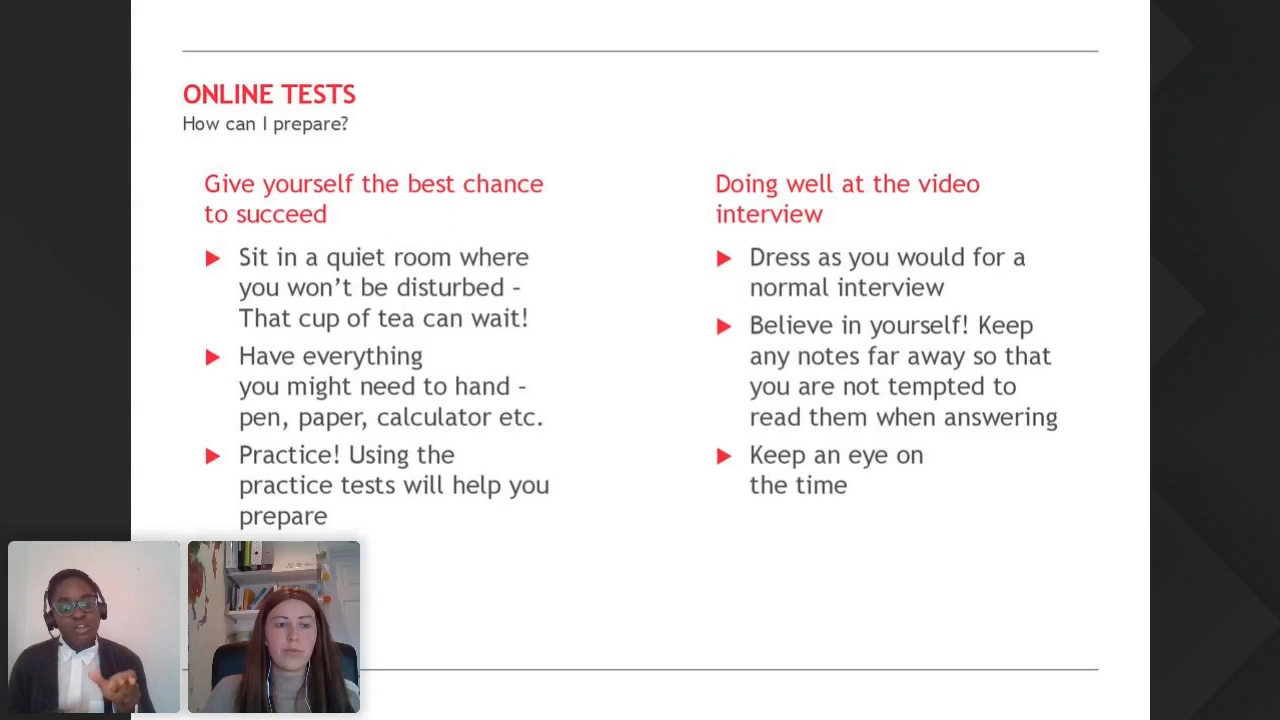 ONLINE TESTS
How can I prepare?
Give yourself the best chance
to succeed
Sit in a quiet room where
you won’t be disturbed –
That cup of tea can wait!
Have everything
you might need to hand –
pen, paper, calculator etc.
Practice! Using the
practice tests will help you
prepare
Doing well at the video
interview
Dress as you would for a
normal interview
Believe in yourself! Keep
any notes far away so that
you are not tempted to
read them when answering
Keep an eye on
the time